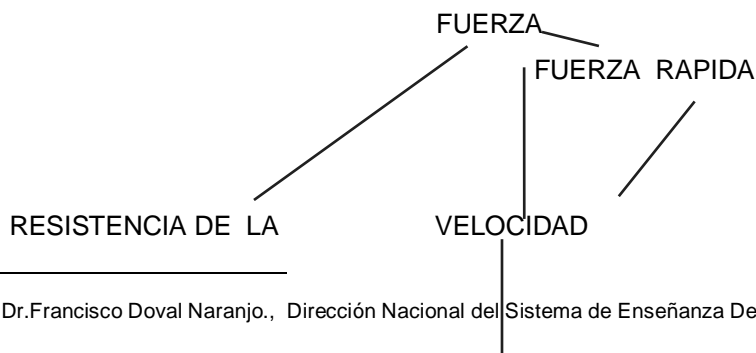 FUERZA
FUERZA RAPIDA
RESISTENCIA DE LA
VELOCIDAD
Dr.Francisco Doval Naranjo., Dirección Nacional del Sistema de Enseñanza De